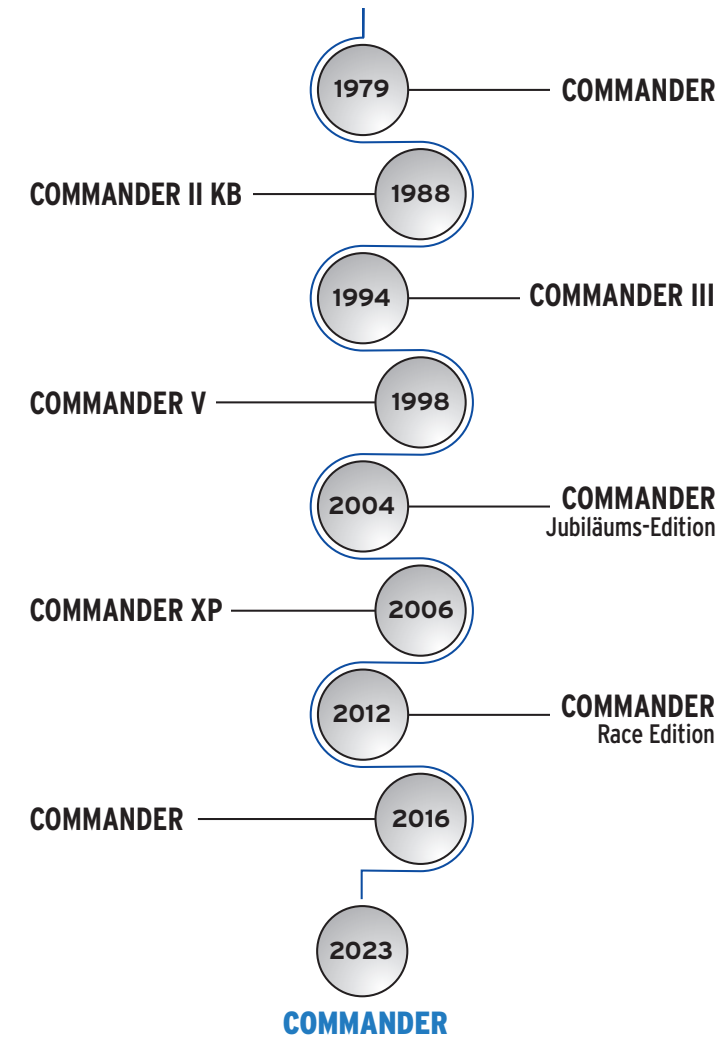 1979
COMMANDER
COMMANDER II KB
1988
1994
COMMANDER III
COMMANDER V
1998
2004
COMMANDER
Jubiläums-Edition
COMMANDER XP
2006
2012
COMMANDER
Race Edition
COMMANDER
2016
2023
COMMANDER